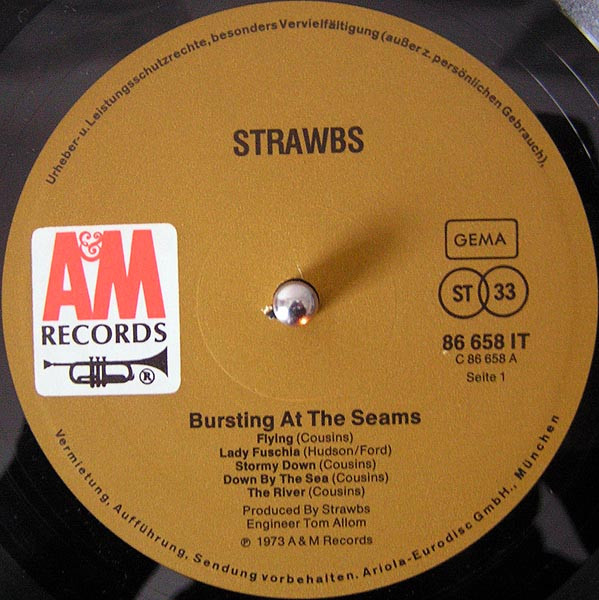 Urheber- u. Leistungsschutzrechte, besonders Vervielfältigung (außer z. persönlichen Gebrauch),
STRAWBS
A&M
RECORDS
®
GEMA
ST 33
86 658 IT
C 86 658 A
Seite 1
Bursting At The Seams
Flying (Cousins)
Lady Fuschia (Hudson/Ford)
Stormy Down (Cousins)
Down By The Sea (Cousins)
The River (Cousins)
Produced By Strawbs
Engineer Tom Allom
℗ 1973 A & M Records
Vermietung, Aufführung, Sendung vorbehalten. Ariola-Eurodisc GmbH., München